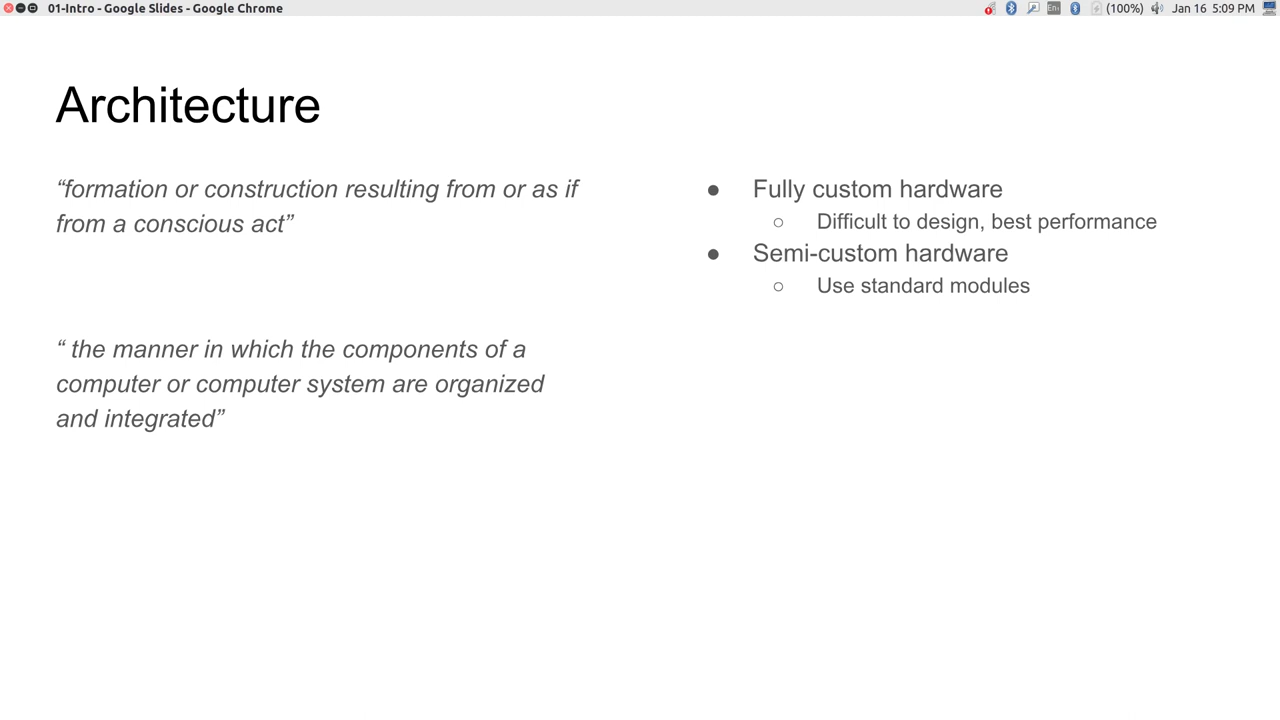 01-Intro - Google Slides - Google Chrome
En
(100%)
Jan 16 5:09 PM
Architecture
“formation or construction resulting from or as if
from a conscious act”
“ the manner in which the components of a
computer or computer system are organized
and integrated”
● Fully custom hardware
○ Difficult to design, best performance
● Semi-custom hardware
○ Use standard modules